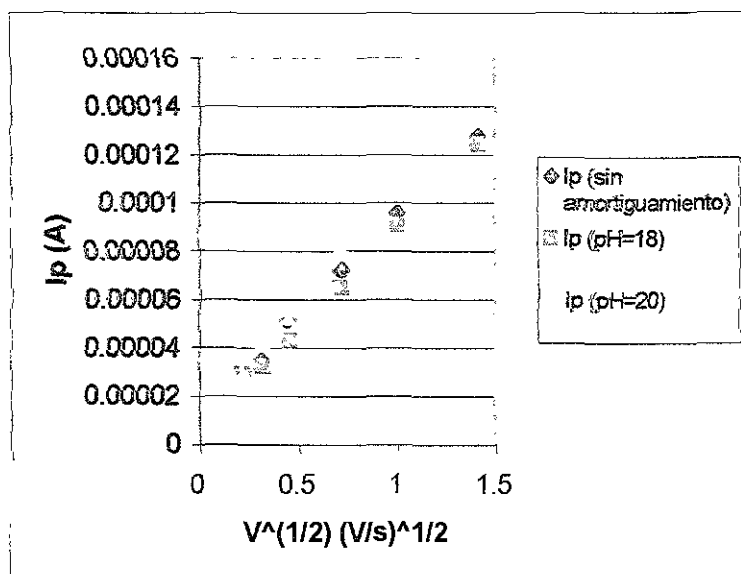 0.00016
0.00014
0.00012
0.0001
0.00008
0.00006
0.00004
0.00002
0
0
0.5
1
1.5
Ip (A)
V^(1/2) (V/s)^1/2
Ip (sin
amortiguamiento)
Ip (pH=18)
Ip (pH=20)